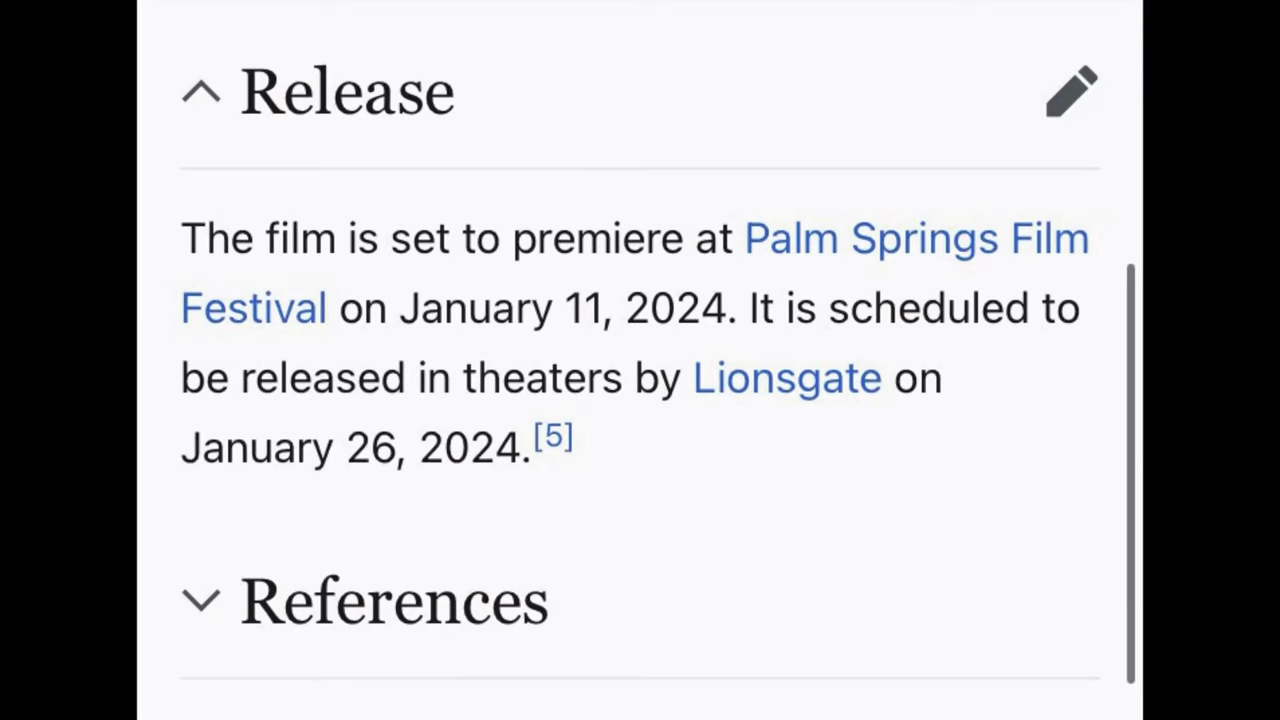 Release
The film is set to premiere at Palm Springs Film
Festival on January 11, 2024. It is scheduled to
be released in theaters by Lionsgate on
January 26, 2024.[5]
References